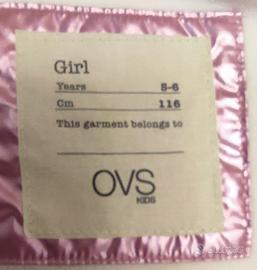 Girl
Years 5-6
Cm 116
This garment belongs to
OVS
KIDS